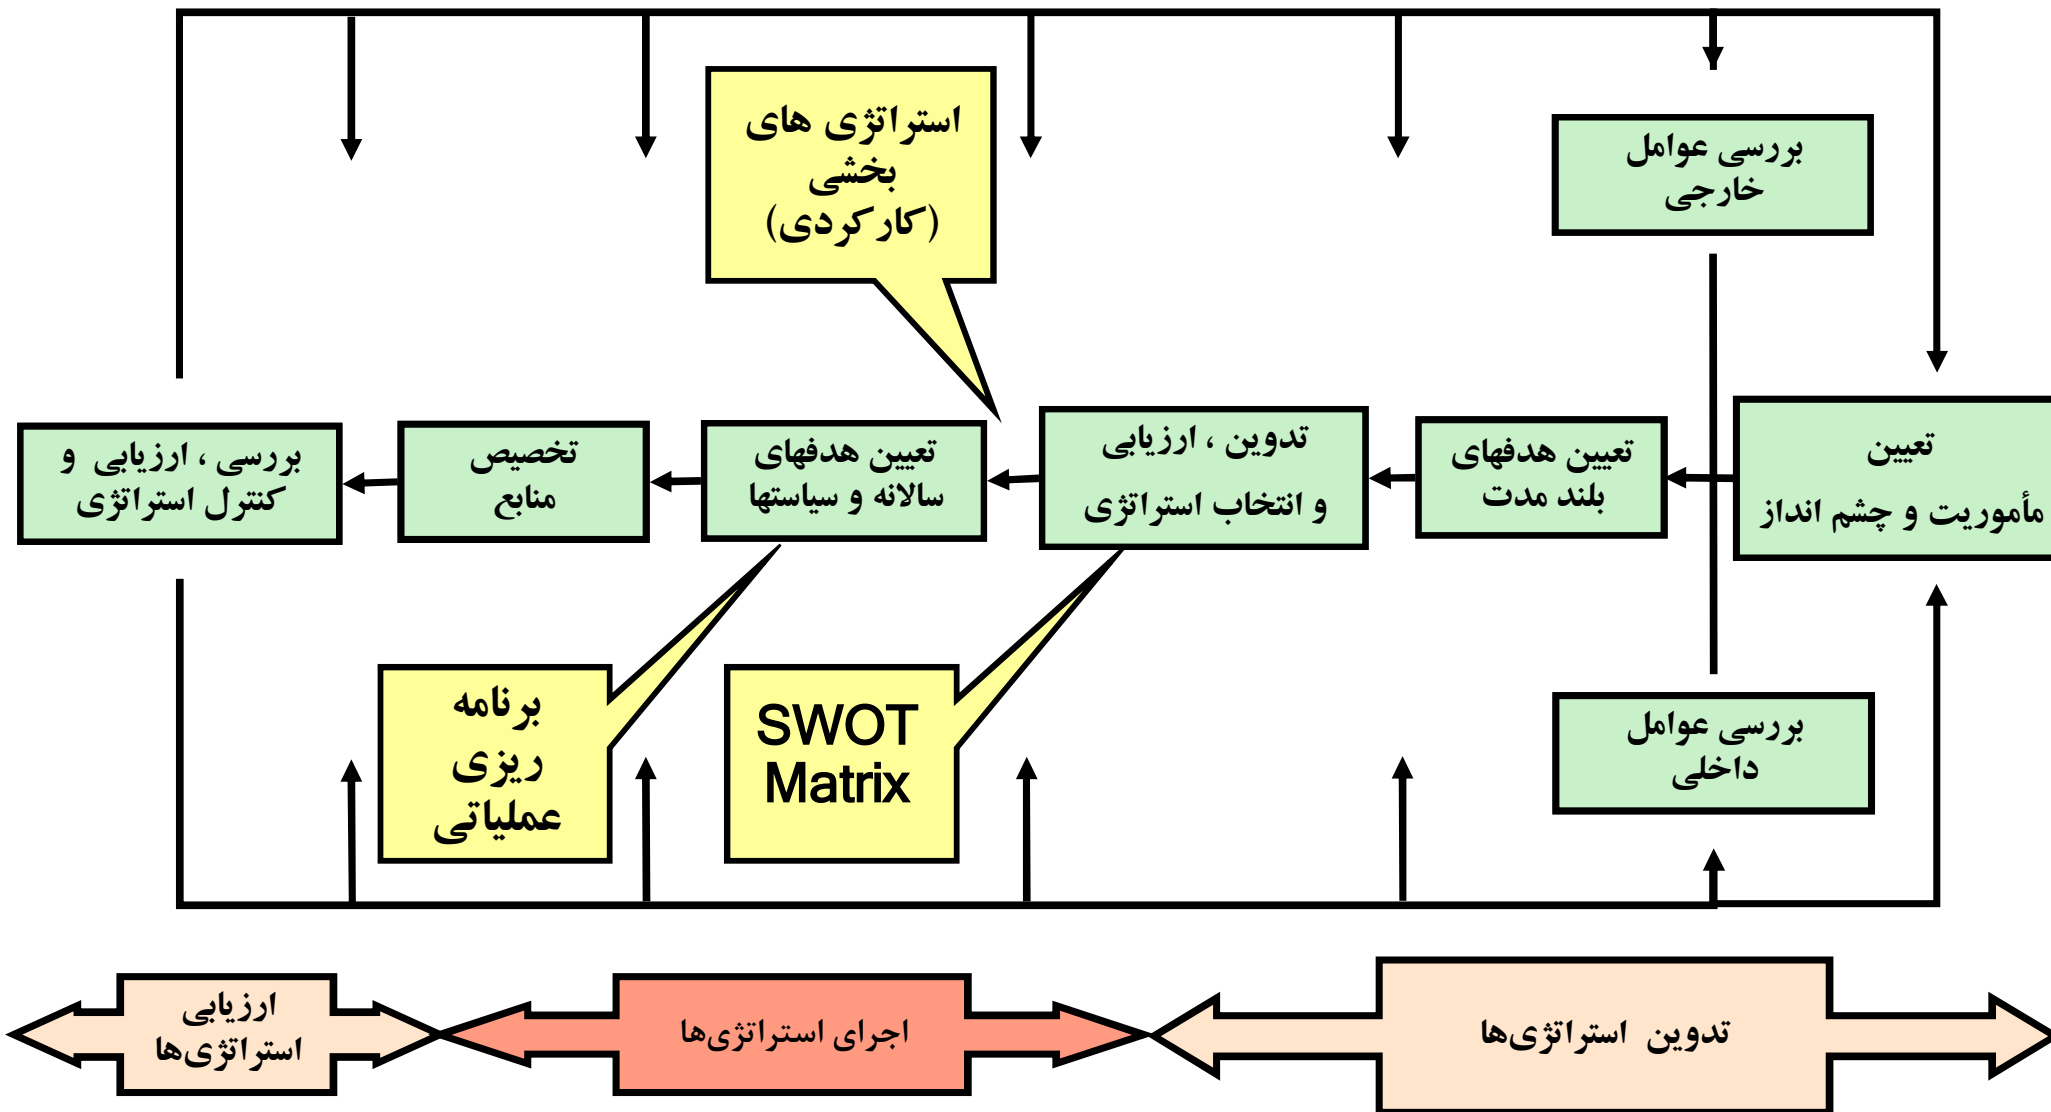 استراتژی های
بخشی
(کارکردی)
بررسی عوامل
خارجی
تعیین
مأموریت و چشم انداز
تعیین هدفهای
بلند مدت
تدوین ، ارزیابی
و انتخاب استراتژی
تعیین هدفهای
سالانه و سیاستها
تخصیص
منابع
بررسی ، ارزیابی و
کنترل استراتژی
بررسی عوامل
داخلی
SWOT
Matrix
برنامه
ریزی
عملیاتی
تدوین استراتژی‌ها
اجرای استراتژی‌ها
ارزیابی
استراتژی‌ها